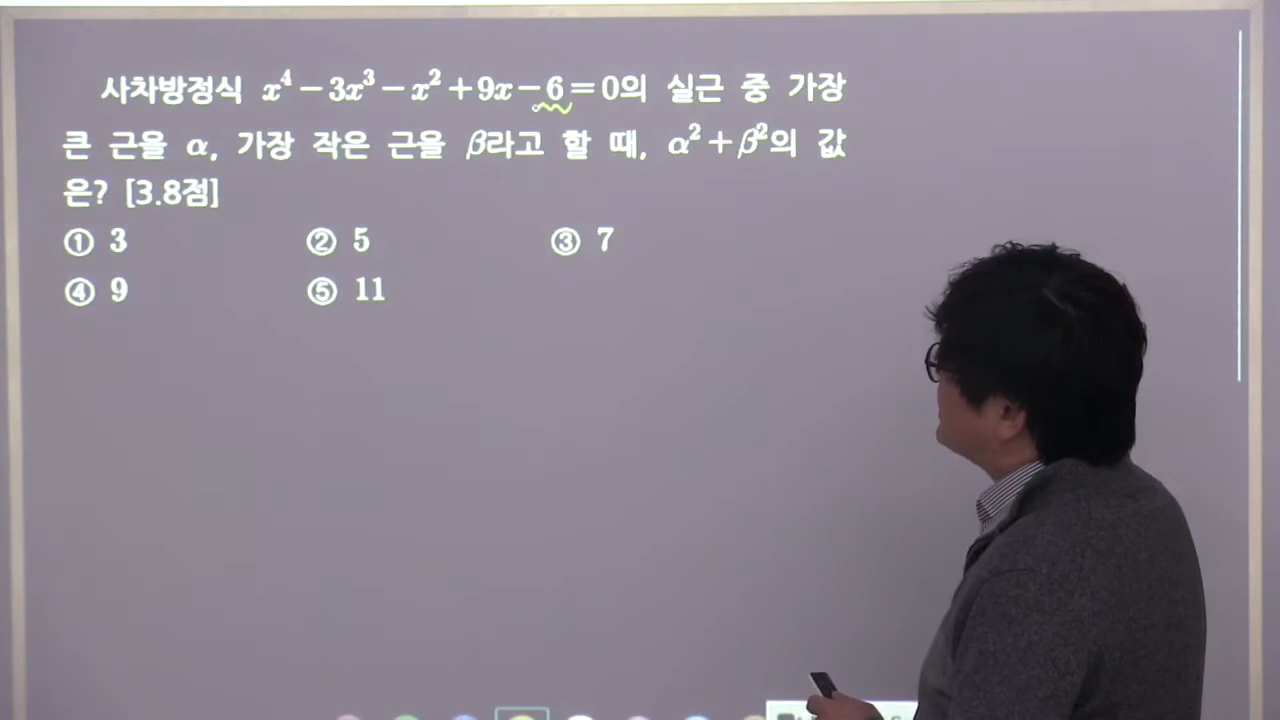 사차방정식 x⁴−3x³−x²+9x−6=0의 실근 중 가장
큰 근을 α, 가장 작은 근을 β라고 할 때, α²+β²의 값
은? [3.8점]
① 3 ② 5 ③ 7
④ 9 ⑤ 11